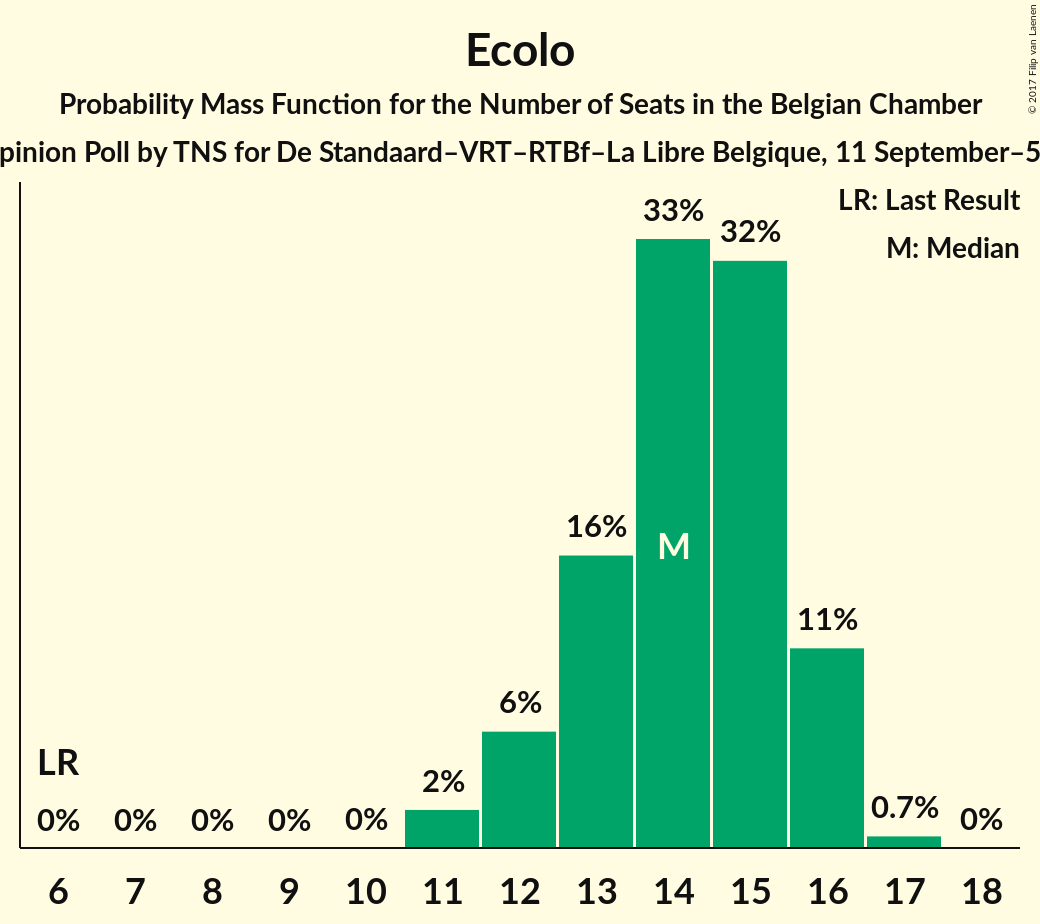 Ecolo
Probability Mass Function for the Number of Seats in the Belgian Chamber
pinion Poll by TNS for De Standaard–VRT–RTBf–La Libre Belgique, 11 September–5
© 2017 Filip van Laenen
LR: Last Result
M: Median
33%
32%
16%
M
11%
6%
LR
2%
0% 0% 0% 0% 0% 0.7% 0%
6 7 8 9 10 11 12 13 14 15 16 17 18